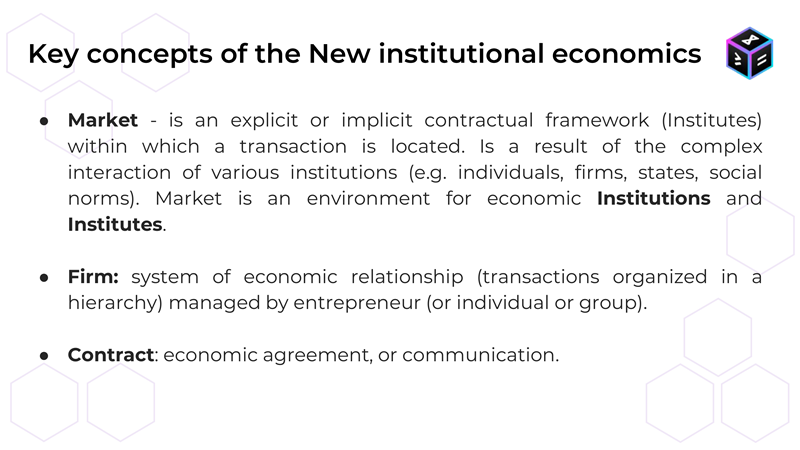 Key concepts of the New institutional economics
● Market - is an explicit or implicit contractual framework (Institutes)
within which a transaction is located. Is a result of the complex
interaction of various institutions (e.g. individuals, firms, states, social
norms). Market is an environment for economic Institutions and
Institutes.
● Firm: system of economic relationship (transactions organized in a
hierarchy) managed by entrepreneur (or individual or group).
● Contract: economic agreement, or communication.